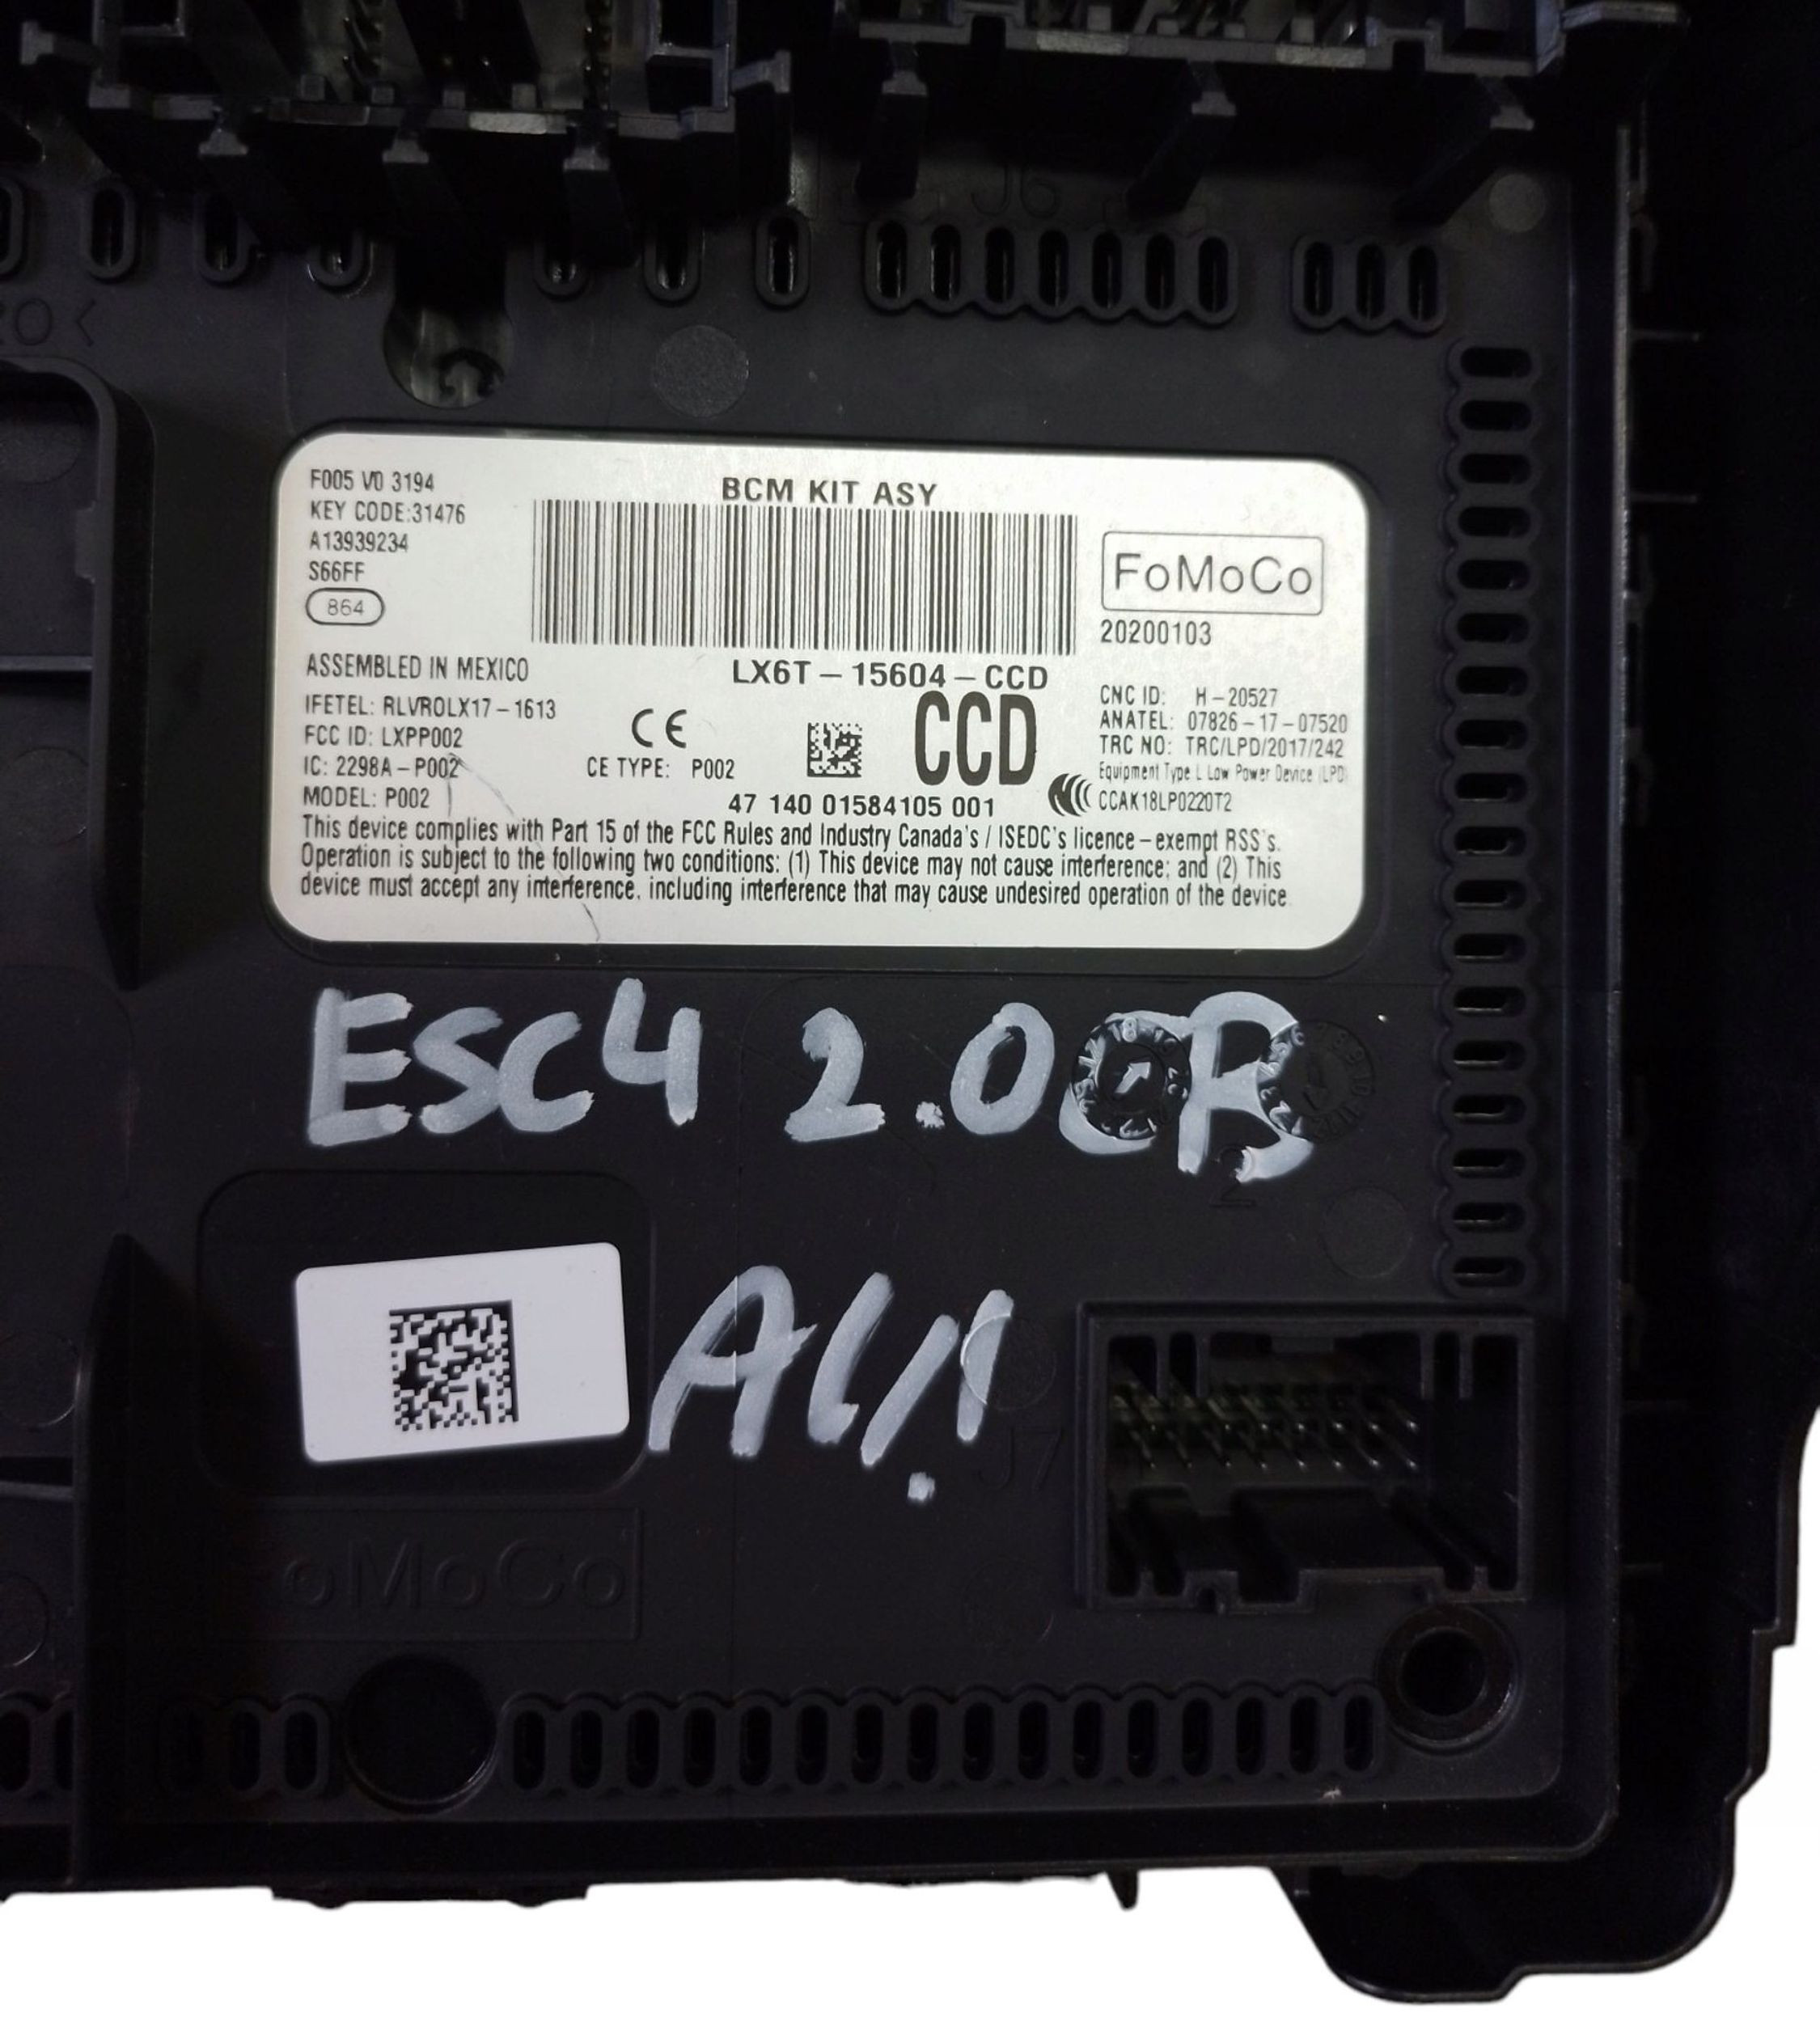 J6
F005 V0 3194
KEY CODE:31476
A13939234
S66FF
864
BCM KIT ASY
FoMoCo
20200103
ASSEMBLED IN MEXICO
LX6T-15604-CCD
IFETEL: RLVROLX17-1613
FCC ID: LXPP002
IC: 2298A-P002
MODEL: P002
CE
CE TYPE: P002
CCD
47 140 01584105 001
CNC ID: H-20527
ANATEL: 07826-17-07520
TRC NO: TRC/LPD/2017/242
Equipment Type L Low Power Device (LPD)
CCAK18LP0220T2
This device complies with Part 15 of the FCC Rules and Industry Canada's / ISEDC's licence-exempt RSS's.
Operation is subject to the following two conditions: (1) This device may not cause interference; and (2) This
device must accept any interference, including interference that may cause undesired operation of the device.
ESC4 2.0
2
J7
FoMoCo